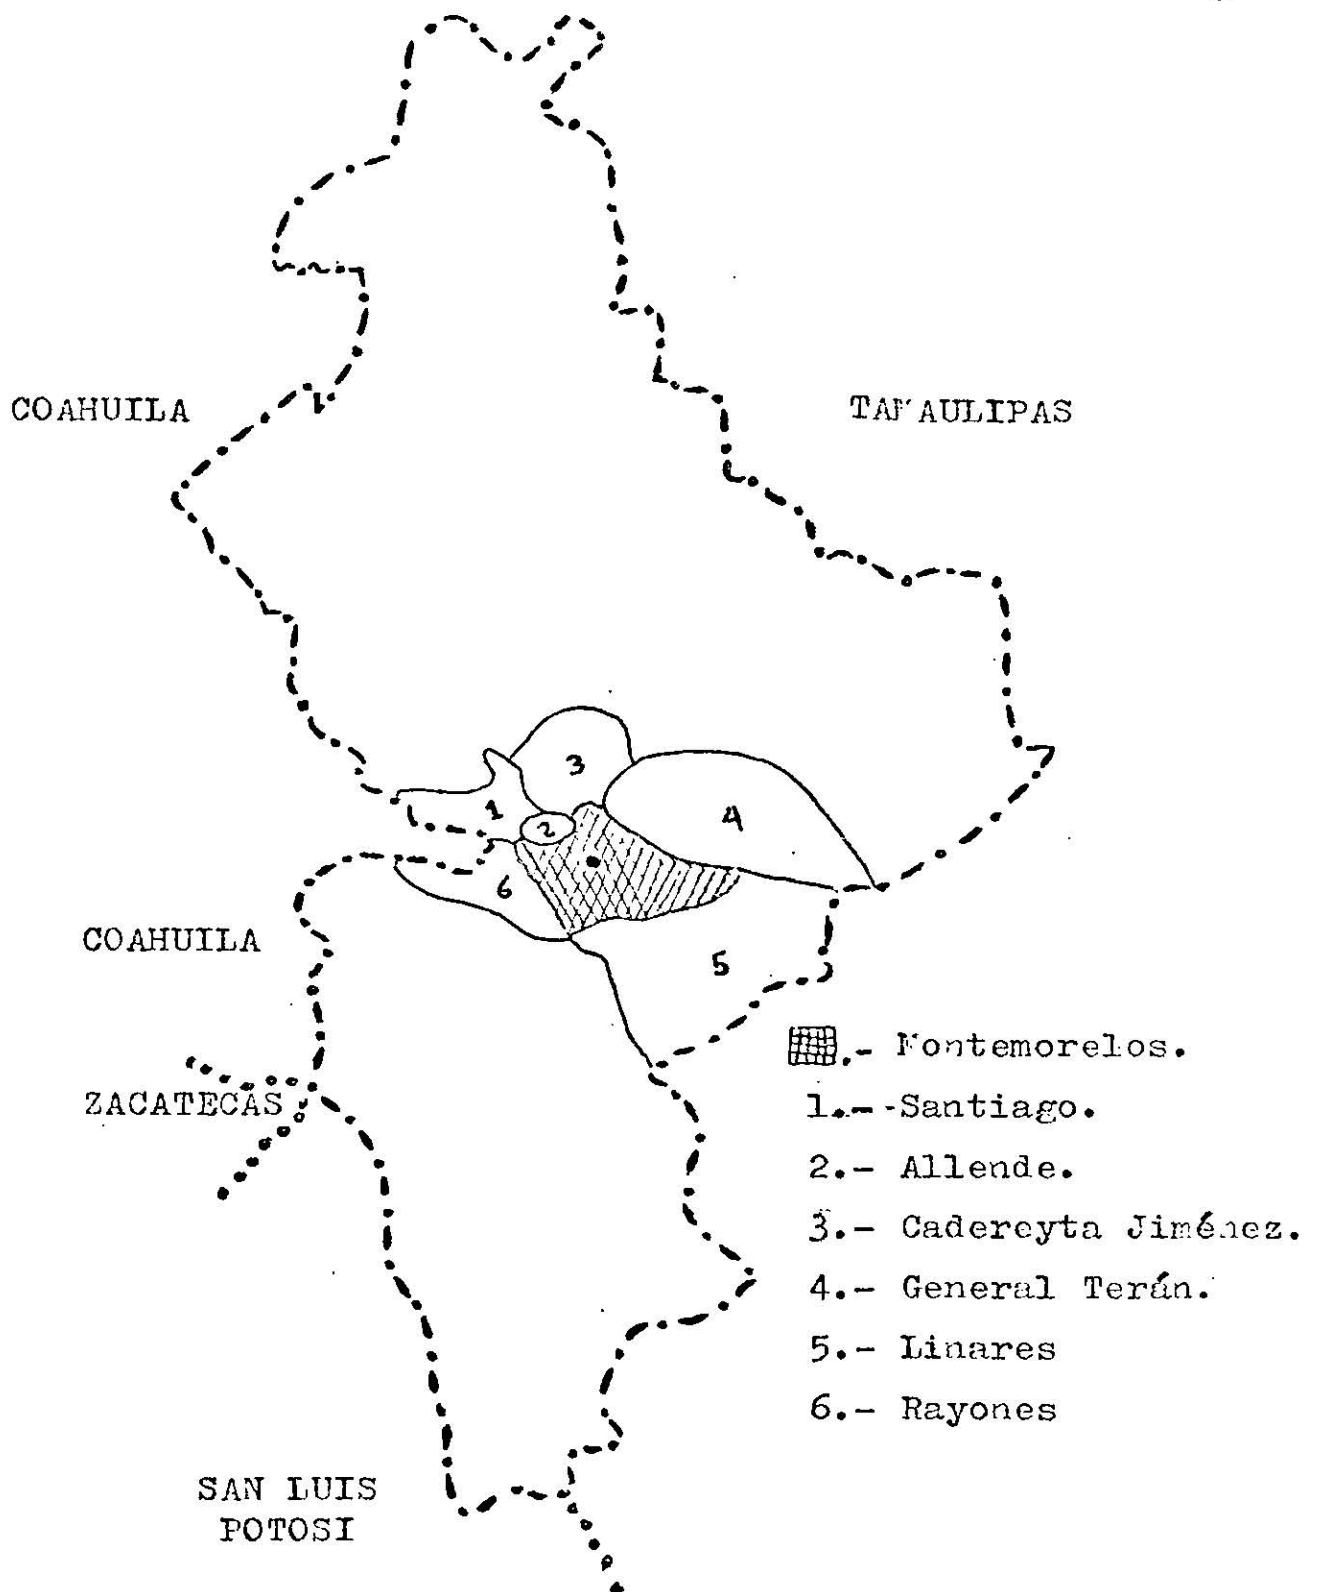 COAHUILA
TAMAULIPAS
3
1
2
4
6
COAHUILA
5
.- Montemorelos.
ZACATECAS
1.- -Santiago.
2.- Allende.
3.- Cadereyta Jiménez.
4.- General Terán.
5.- Linares
6.- Rayones
SAN LUIS
POTOSI